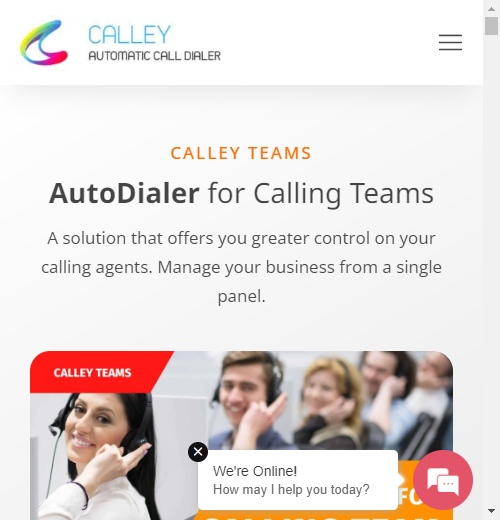 CALLEY
AUTOMATIC CALL DIALER
CALLEY TEAMS
AutoDialer for Calling Teams
A solution that offers you greater control on your
calling agents. Manage your business from a single
panel.
CALLEY TEAMS
We're Online!
How may I help you today?